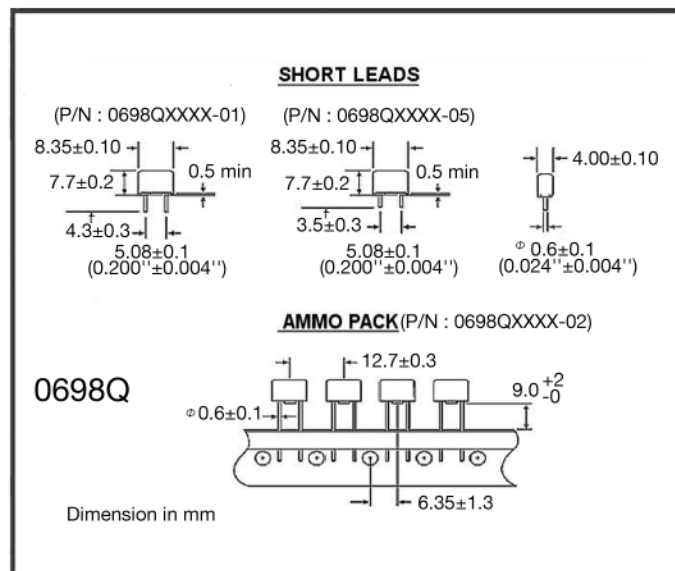 SHORT LEADS
(P/N : 0698QXXXX-01)
(P/N : 0698QXXXX-05)
8.35±0.10
8.35±0.10
4.00±0.10
7.7±0.2
0.5 min
7.7±0.2
0.5 min
4.3±0.3
3.5±0.3
5.08±0.1
(0.200''±0.004'')
5.08±0.1
(0.200''±0.004'')
Φ 0.6±0.1
(0.024''±0.004'')
AMMO PACK(P/N : 0698QXXXX-02)
12.7±0.3
0698Q
9.0 +2 -0
Φ0.6±0.1
6.35±1.3
Dimension in mm